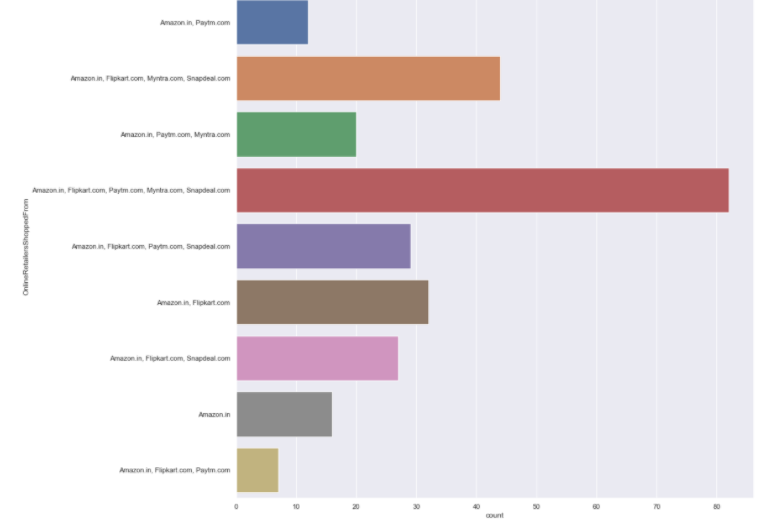 Amazon.in, Paytm.com
Amazon.in, Flipkart.com, Myntra.com, Snapdeal.com
Amazon.in, Paytm.com, Myntra.com
Amazon.in, Flipkart.com, Paytm.com, Myntra.com, Snapdeal.com
Amazon.in, Flipkart.com, Paytm.com, Snapdeal.com
Amazon.in, Flipkart.com
Amazon.in, Flipkart.com, Snapdeal.com
Amazon.in
Amazon.in, Flipkart.com, Paytm.com
OnlineRetailersShoppedFrom
0 10 20 30 40 50 60 70 80
count